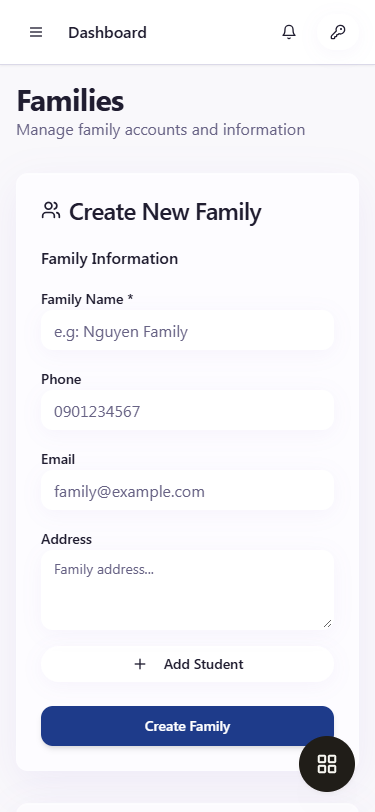 Dashboard
Families
Manage family accounts and information
Create New Family
Family Information
Family Name *
e.g: Nguyen Family
Phone
0901234567
Email
family@example.com
Address
Family address...
Add Student
Create Family